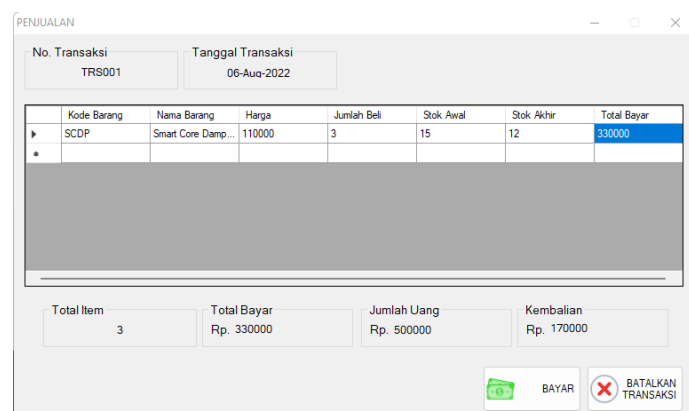 PENJUALAN
No. Transaksi Tanggal Transaksi
TRS001 06-Aug-2022
Kode Barang Nama Barang Harga Jumlah Beli Stok Awal Stok Akhir Total Bayar
SCDP Smart Core Damp... 110000 3 15 12 330000
Total Item Total Bayar Jumlah Uang Kembalian
3 Rp. 330000 Rp. 500000 Rp. 170000
BAYAR BATALKAN
TRANSAKSI